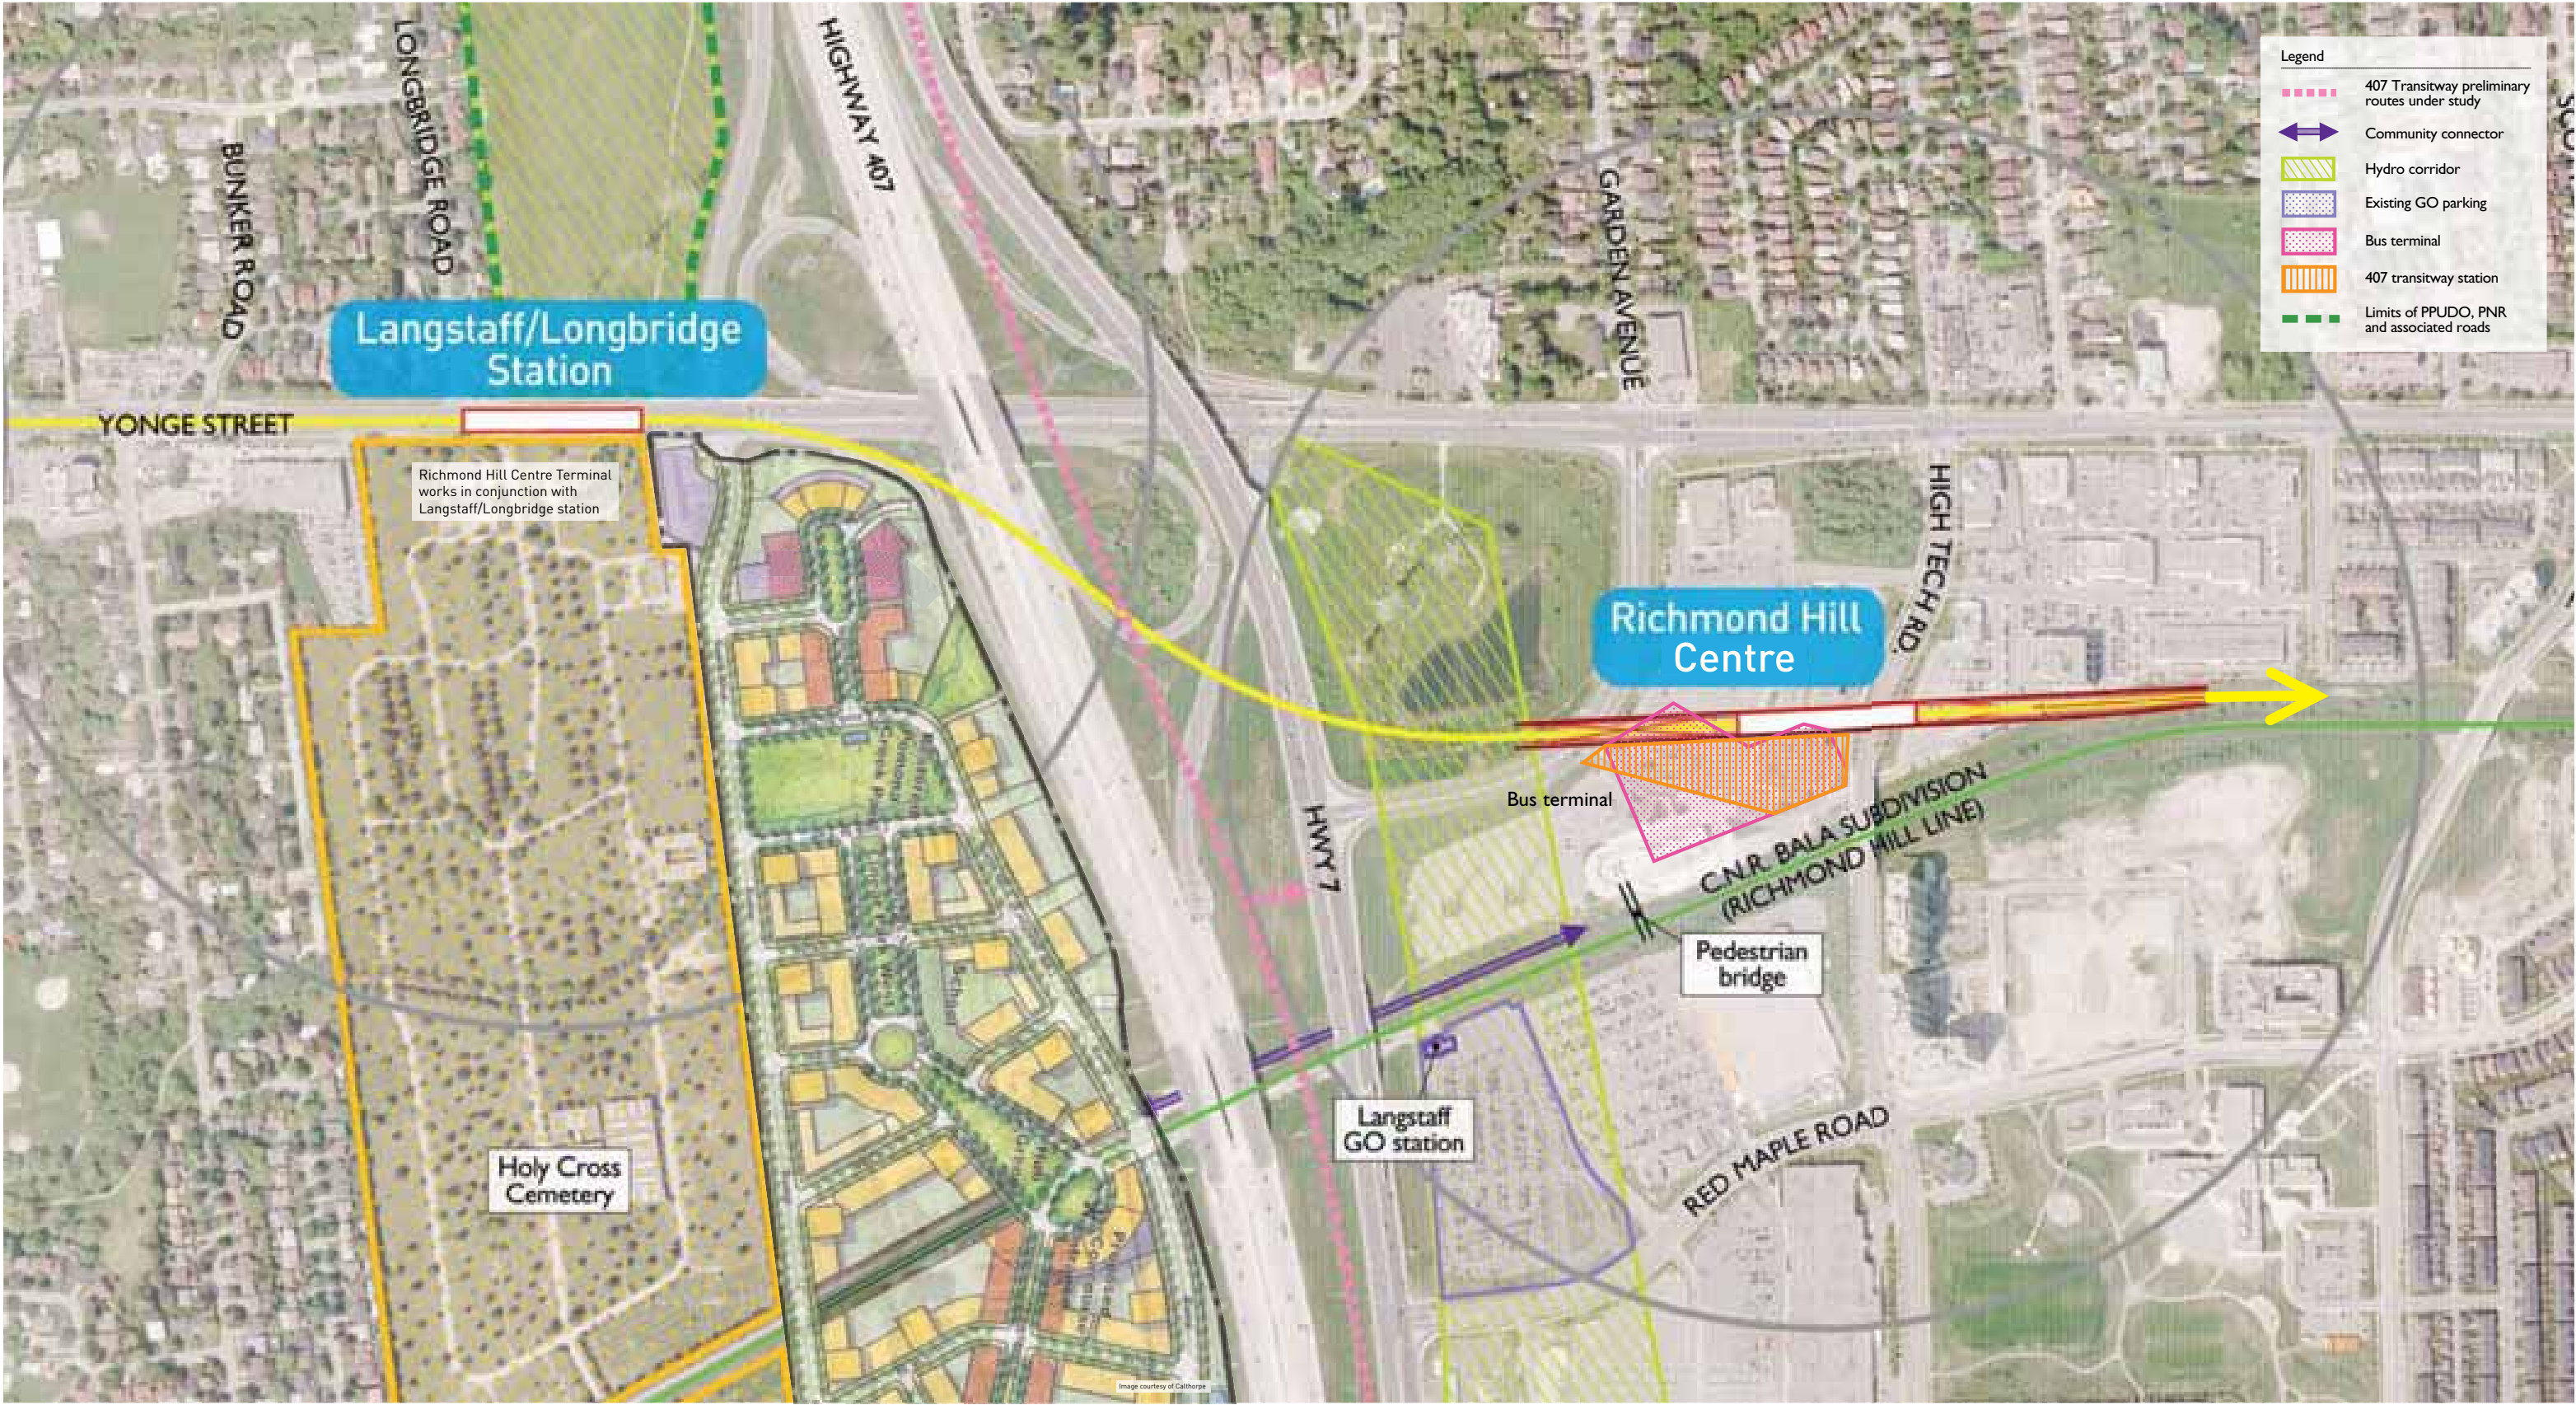 LONGBRIDGE ROAD
BUNKER ROAD
HIGHWAY 407
GARDEN AVENUE
Legend
407 Transitway preliminary
routes under study
Community connector
Hydro corridor
Existing GO parking
Bus terminal
407 transitway station
Limits of PPUDO, PNR
and associated roads
Langstaff/Longbridge
Station
YONGE STREET
Richmond Hill Centre Terminal
works in conjunction with
Langstaff/Longbridge station
HIGH TECH RD.
Richmond Hill
Centre
Bus terminal
HWY 7
C.N.R. BALA SUBDIVISION
(RICHMOND HILL LINE)
Pedestrian
bridge
School
Langstaff
GO station
RED MAPLE ROAD
Holy Cross
Cemetery
Image courtesy of Calthorpe